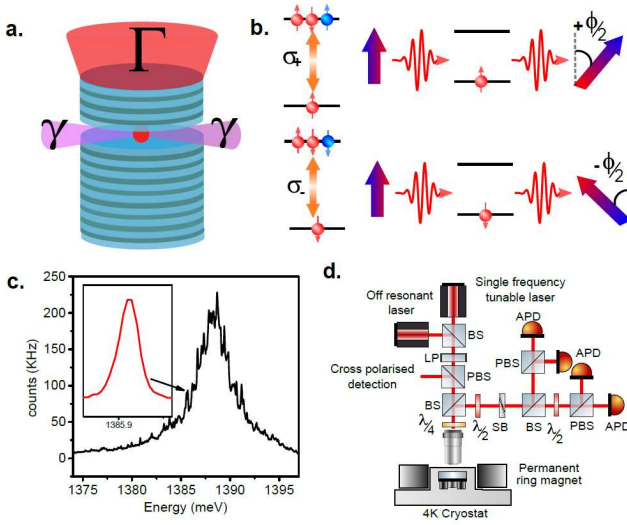 a.
Γ
γ
γ
b.
σ+
σ-
+ϕ/2
-ϕ/2
c.
counts (KHz)
250
200
150
100
50
0
1385.9
1375
1380
1385
1390
1395
Energy (meV)
d.
Single frequency
tunable laser
Off resonant
laser
BS
LP
Cross polarised
detection
PBS
BS
λ/4
λ/2
SB
BS
λ/2
PBS
APD
PBS
APD
APD
APD
Permanent
ring magnet
4K Cryostat